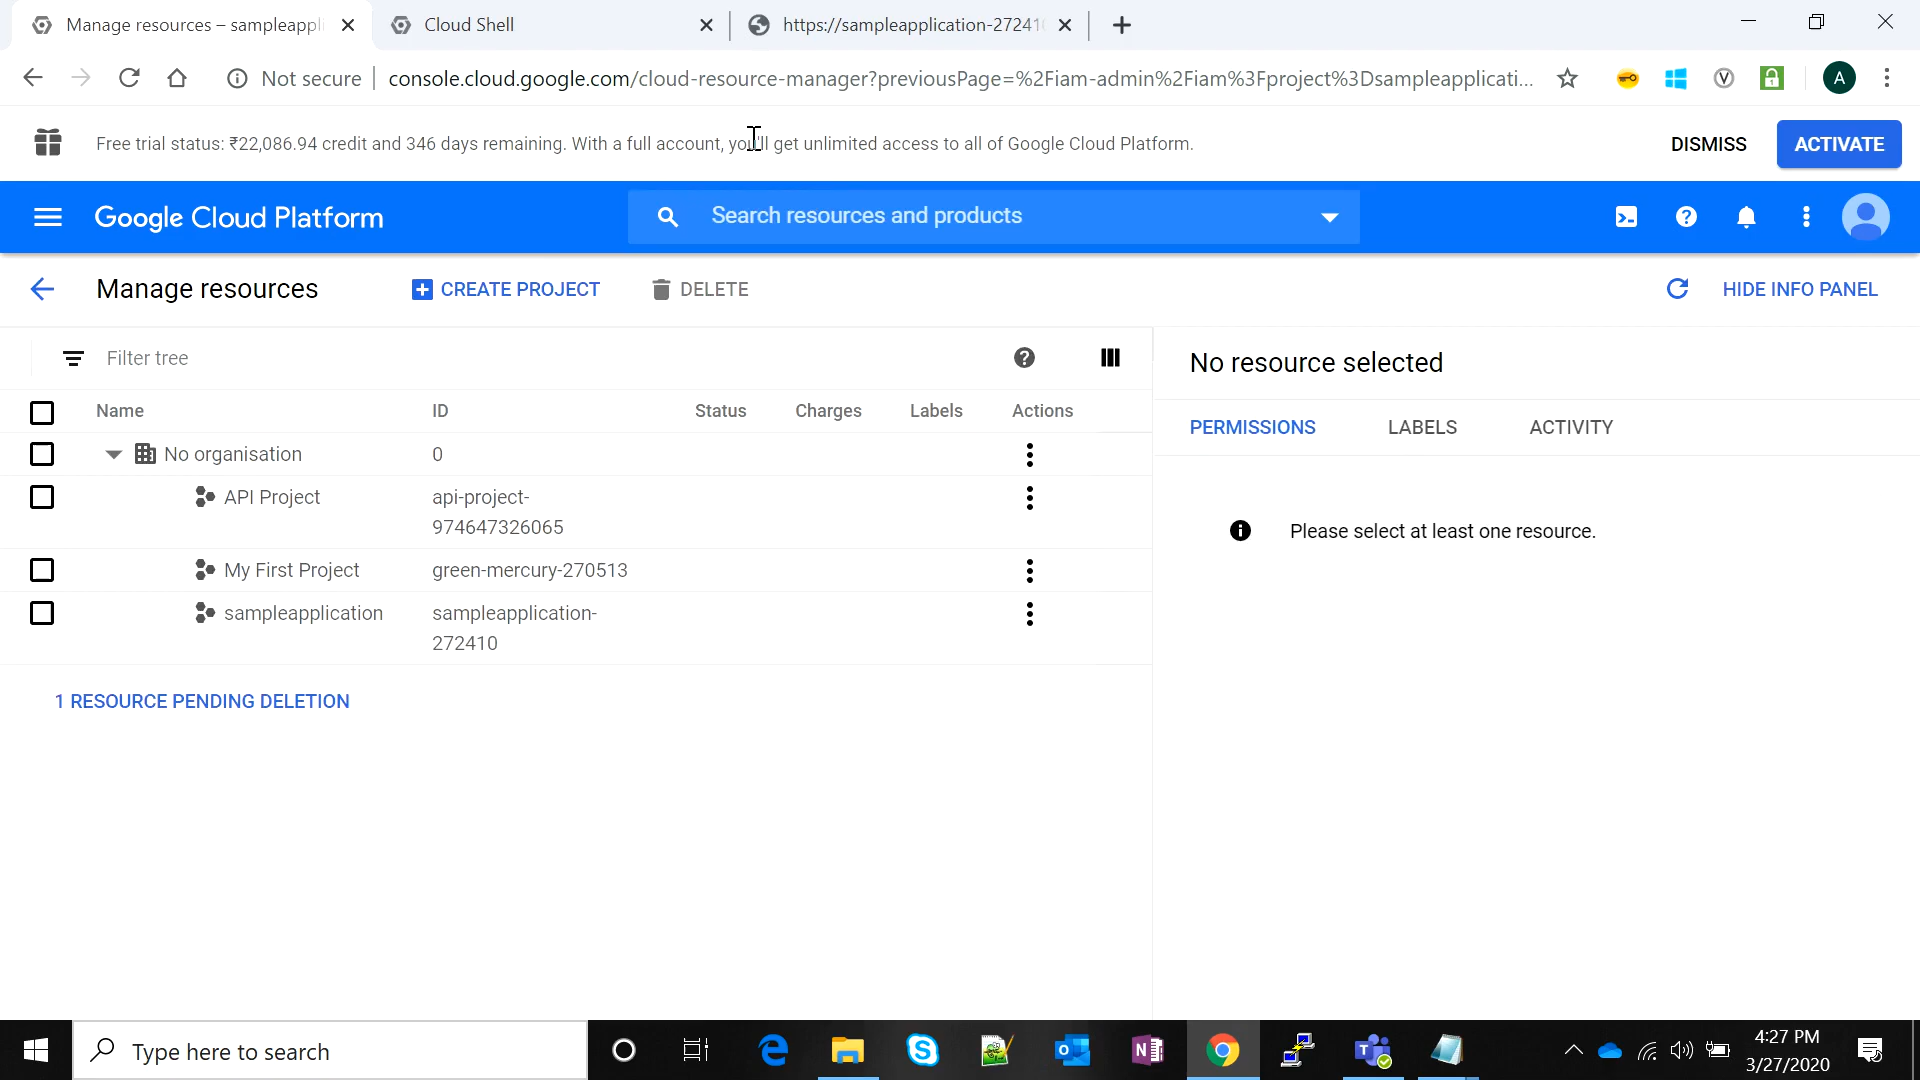 Manage resources – sampleappli
Cloud Shell
https://sampleapplication-27241
Not secure
console.cloud.google.com/cloud-resource-manager?previousPage=%2Fiam-admin%2Fiam%3Fproject%3Dsampleapplicati...
A
Free trial status: ₹22,086.94 credit and 346 days remaining. With a full account, you'll get unlimited access to all of Google Cloud Platform.
DISMISS
ACTIVATE
Google Cloud Platform
Search resources and products
Manage resources
CREATE PROJECT
DELETE
HIDE INFO PANEL
Filter tree
No resource selected
Name ID Status Charges Labels Actions
PERMISSIONS LABELS ACTIVITY
No organisation 0
API Project api-project-
974647326065
Please select at least one resource.
My First Project green-mercury-270513
sampleapplication sampleapplication-
272410
1 RESOURCE PENDING DELETION
Type here to search
4:27 PM
3/27/2020